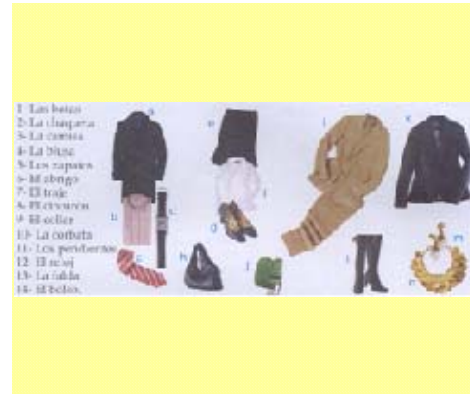 1- Las botas
2- La chaqueta
3- La camisa
4- La blusa
5- Los zapatos
6- El abrigo
7- El traje
8- El cinturón
9- El collar
10- La corbata
11- Los pendientes
12- El reloj
13- La falda
14- El bolso
a
b
c
d
e
f
g
h
i
j
k
l
m
n